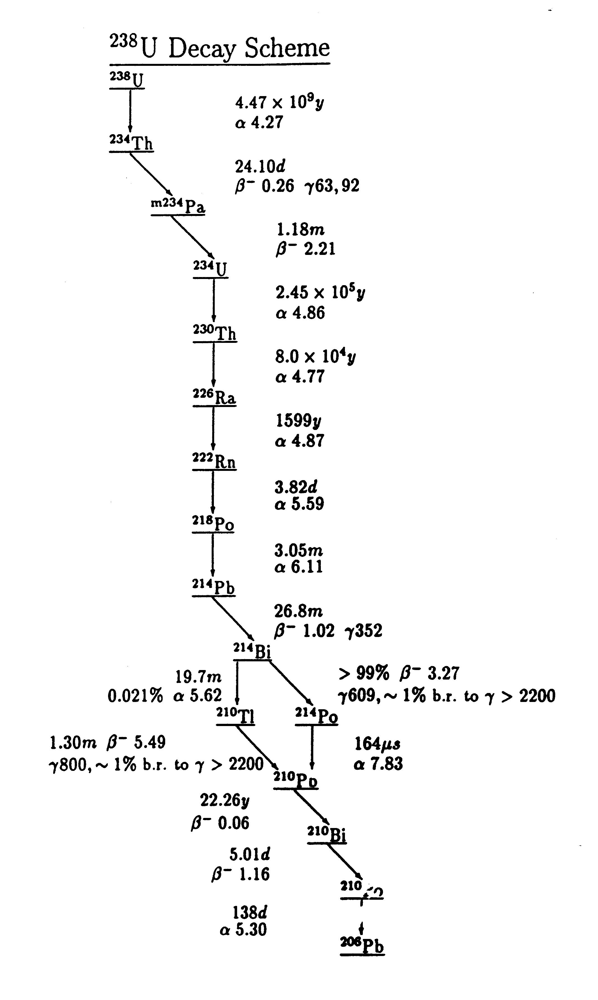 ²³⁸U Decay Scheme
²³⁸U
4.47 × 10⁹y
α 4.27
²³⁴Th
24.10d
β⁻ 0.26 γ63, 92
ᵐ²³⁴Pa
1.18m
β⁻ 2.21
²³⁴U
2.45 × 10⁵y
α 4.86
²³⁰Th
8.0 × 10⁴y
α 4.77
²²⁶Ra
1599y
α 4.87
²²²Rn
3.82d
α 5.59
²¹⁸Po
3.05m
α 6.11
²¹⁴Pb
26.8m
β⁻ 1.02 γ352
²¹⁴Bi
19.7m
0.021% α 5.62
> 99% β⁻ 3.27
γ609, ~ 1% b.r. to γ > 2200
²¹⁰Tl
²¹⁴Po
1.30m β⁻ 5.49
γ800, ~ 1% b.r. to γ > 2200
164μs
α 7.83
²¹⁰Pb
22.26y
β⁻ 0.06
²¹⁰Bi
5.01d
β⁻ 1.16
²¹⁰
138d
α 5.30
²⁰⁶Pb